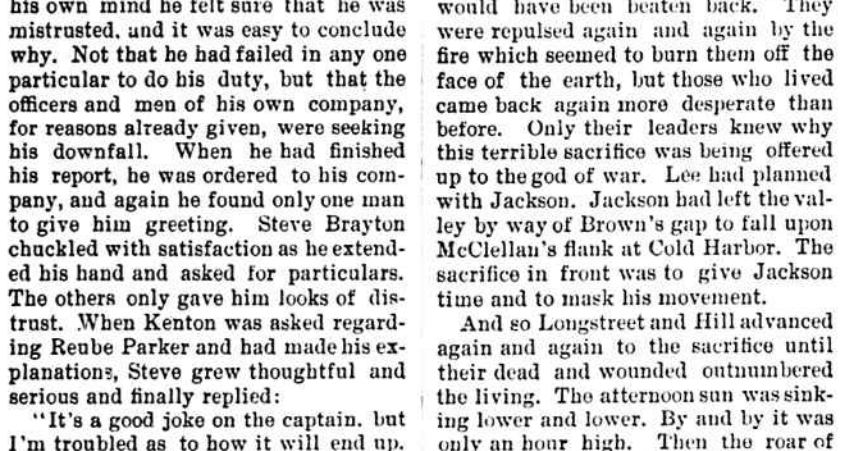 his own mind he felt sure that he was
mistrusted, and it was easy to conclude
why. Not that he had failed in any one
particular to do his duty, but that the
officers and men of his own company,
for reasons already given, were seeking
his downfall. When he had finished
his report, he was ordered to his com-
pany, and again he found only one man
to give him greeting. Steve Brayton
chuckled with satisfaction as he extend-
ed his hand and asked for particulars.
The others only gave him looks of dis-
trust. When Kenton was asked regard-
ing Reube Parker and had made his ex-
planations, Steve grew thoughtful and
serious and finally replied:
"It's a good joke on the captain, but
I'm troubled as to how it will end up.
would have been beaten back. They
were repulsed again and again by the
fire which seemed to burn them off the
face of the earth, but those who lived
came back again more desperate than
before. Only their leaders knew why
this terrible sacrifice was being offered
up to the god of war. Lee had planned
with Jackson. Jackson had left the val-
ley by way of Brown's gap to fall upon
McClellan's flank at Cold Harbor. The
sacrifice in front was to give Jackson
time and to mask his movement.
And so Longstreet and Hill advanced
again and again to the sacrifice until
their dead and wounded outnumbered
the living. The afternoon sun was sink-
ing lower and lower. By and by it was
only an hour high. Then the roar of